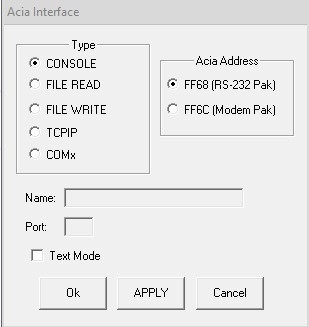 Acia Interface
Type
CONSOLE
FILE READ
FILE WRITE
TCPIP
COMx
Acia Address
FF68 (RS-232 Pak)
FF6C (Modem Pak)
Name:
Port:
Text Mode
Ok APPLY Cancel